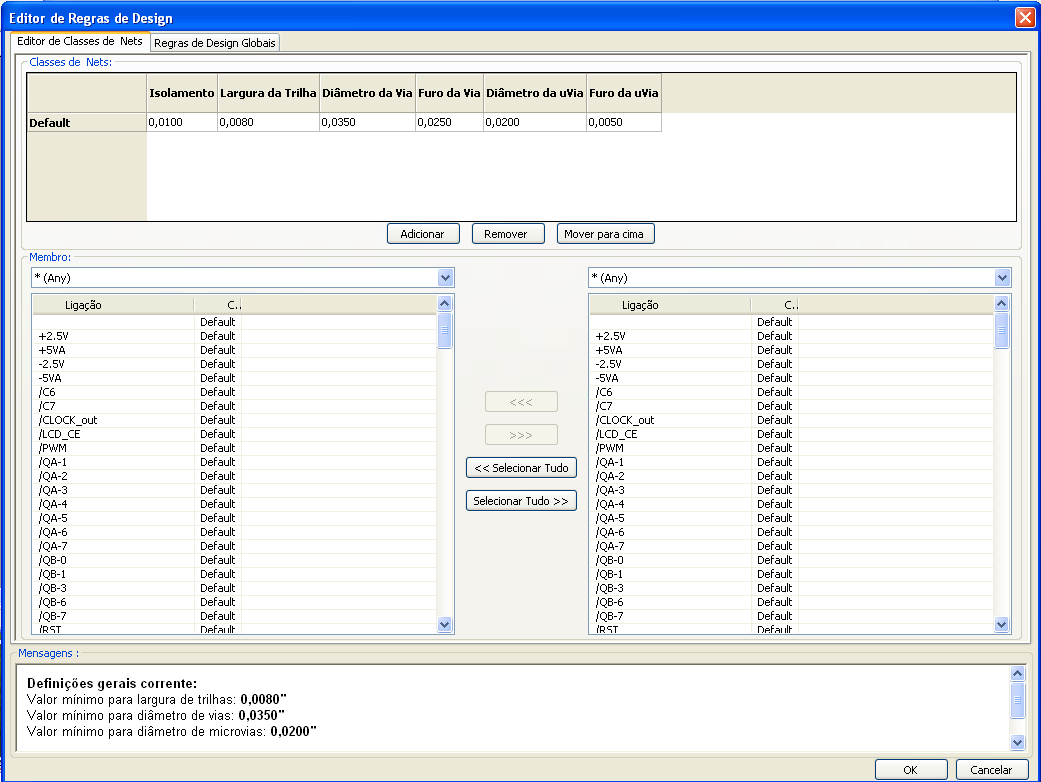 Editor de Regras de Design
Editor de Classes de Nets Regras de Design Globais
Classes de Nets:
Isolamento Largura da Trilha Diâmetro da Via Furo da Via Diâmetro da uVia Furo da uVia
Default 0,0100 0,0080 0,0350 0,0250 0,0200 0,0050
Adicionar Remover Mover para cima
Membro:
* (Any) * (Any)
Ligação C.. Ligação C..
Default Default
+2.5V Default +2.5V Default
+5VA Default +5VA Default
-2.5V Default -2.5V Default
-5VA Default -5VA Default
/C6 Default /C6 Default
/C7 Default /C7 Default
/CLOCK_out Default /CLOCK_out Default
/LCD_CE Default /LCD_CE Default
/PWM Default /PWM Default
/QA-1 Default /QA-1 Default
/QA-2 Default /QA-2 Default
/QA-3 Default /QA-3 Default
/QA-4 Default /QA-4 Default
/QA-5 Default /QA-5 Default
/QA-6 Default /QA-6 Default
/QA-7 Default /QA-7 Default
/QB-0 Default /QB-0 Default
/QB-1 Default /QB-1 Default
/QB-3 Default /QB-3 Default
/QB-6 Default /QB-6 Default
/QB-7 Default /QB-7 Default
/RST Default /RST Default
<<<
>>>
<< Selecionar Tudo
Selecionar Tudo >>
Mensagens :
Definições gerais corrente:
Valor mínimo para largura de trilhas: 0,0080"
Valor mínimo para diâmetro de vias: 0,0350"
Valor mínimo para diâmetro de microvias: 0,0200"
OK Cancelar